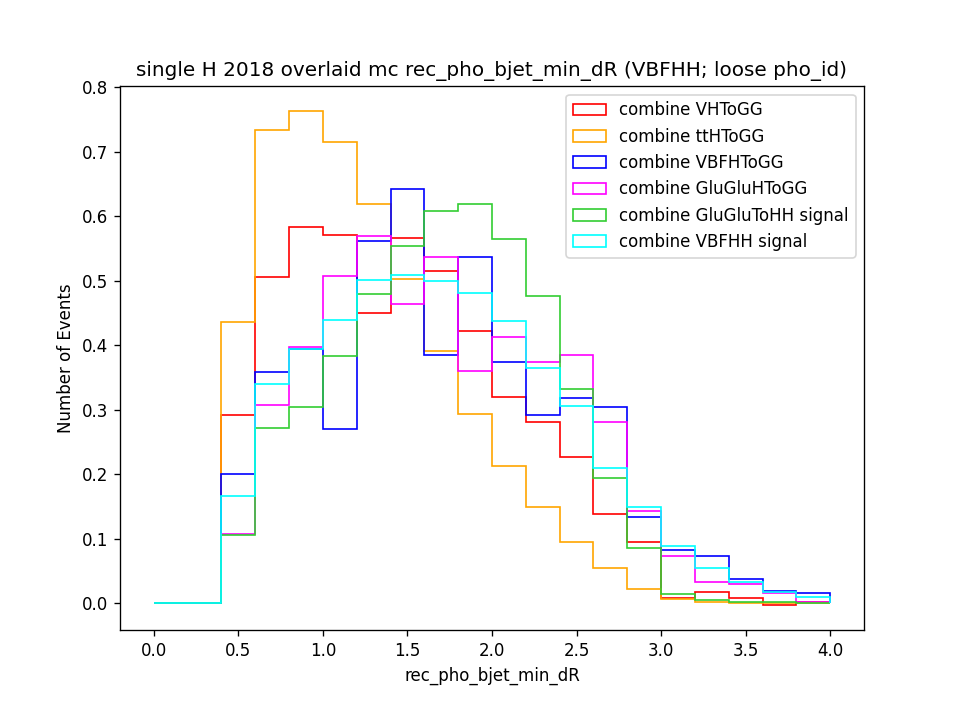 single H 2018 overlaid mc rec_pho_bjet_min_dR (VBFHH; loose pho_id)
combine VHToGG
combine ttHToGG
combine VBFHToGG
combine GluGluHToGG
combine GluGluToHH signal
combine VBFHH signal
Number of Events
0.8
0.7
0.6
0.5
0.4
0.3
0.2
0.1
0.0
0.0 0.5 1.0 1.5 2.0 2.5 3.0 3.5 4.0
rec_pho_bjet_min_dR